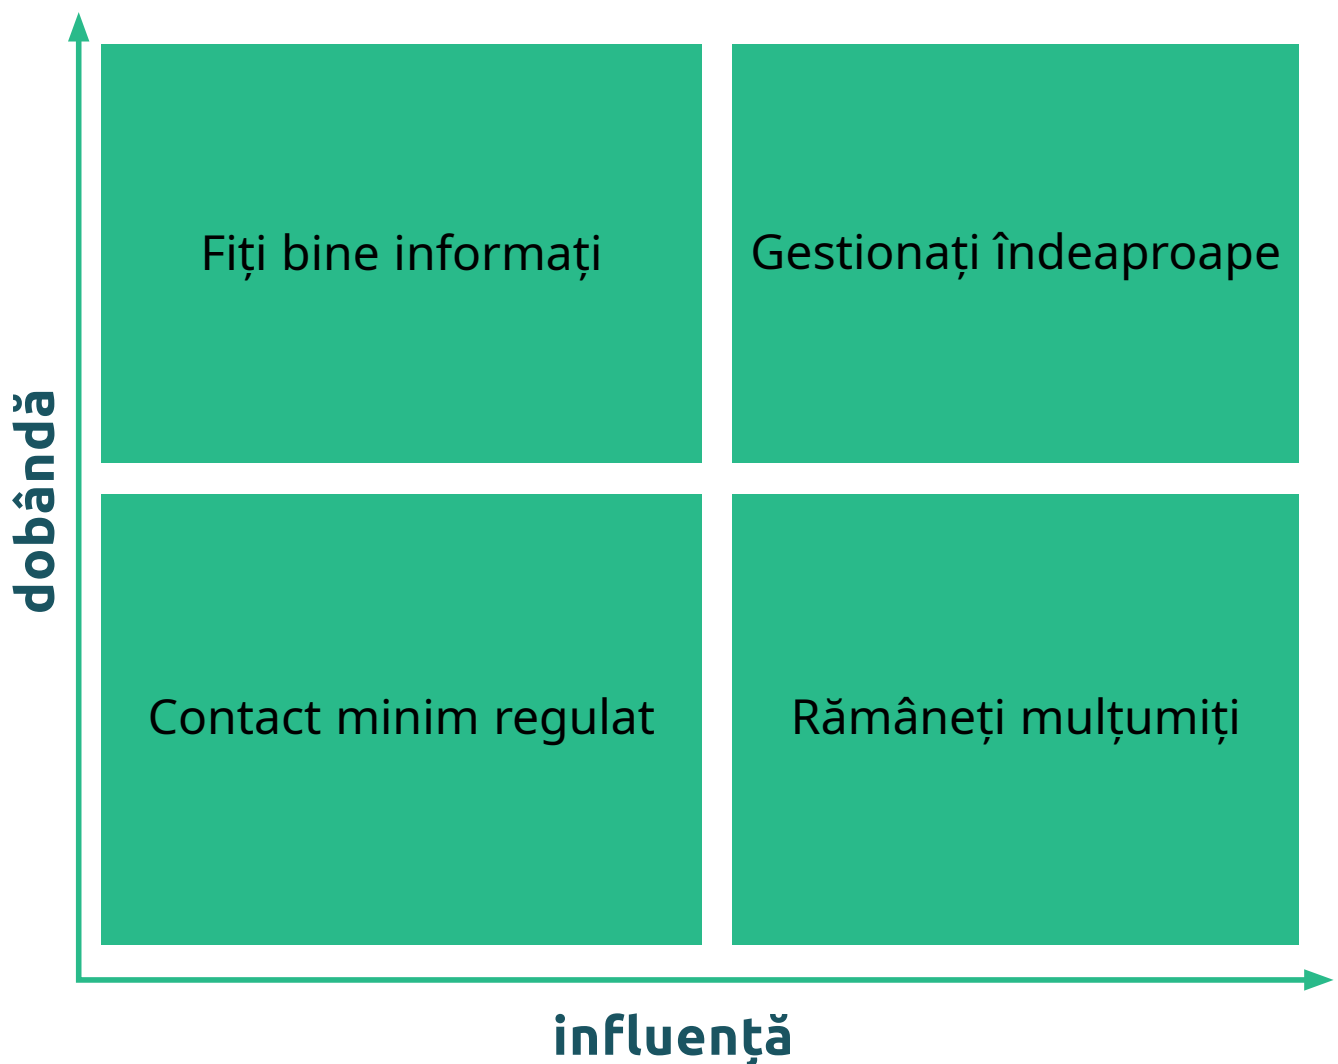 Fiți bine informați
Gestionați îndeaproape
dobândă
Contact minim regulat
Rămâneți mulțumiți
influență